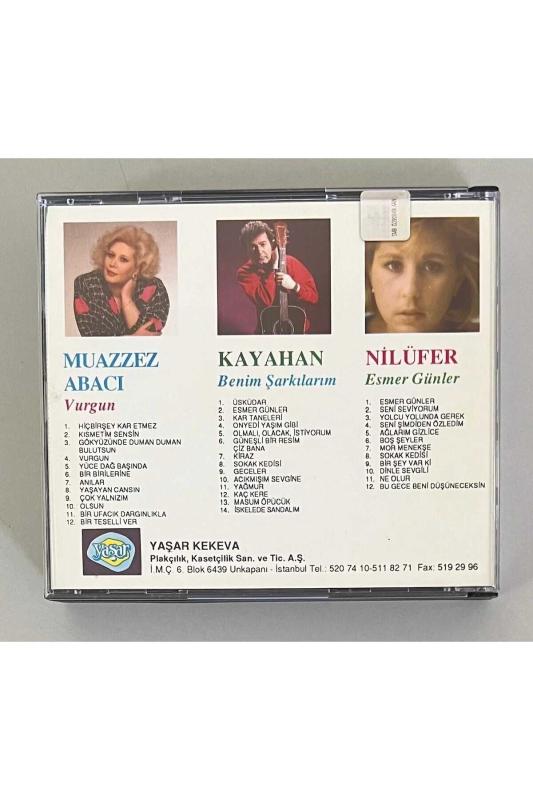 MUAZZEZ
ABACI
Vurgun
1. HİÇBİRŞEY KAR ETMEZ
2. KISMETİM SENSİN
3. GÖKYÜZÜNDE DUMAN DUMAN
BULUTSUN
4. VURGUN
5. YÜCE DAĞ BAŞINDA
6. BİR BİRLERİNE
7. ANILAR
8. YAŞAYAN CANSIN
9. ÇOK YALNIZIM
10. OLSUN
11. BİR UFACIK DARGINLIKLA
12. BİR TESELLİ VER
KAYAHAN
Benim Şarkılarım
1. ÜSKÜDAR
2. ESMER GÜNLER
3. KAR TANELERİ
4. ONYEDİ YAŞIM GİBİ
5. OLMALI, OLACAK, İSTİYORUM
6. GÜNEŞLİ BİR RESİM
ÇİZ BANA
7. KİRAZ
8. SOKAK KEDİSİ
9. GECELER
10. ACIKMIŞIM SEVGİNE
11. YAĞMUR
12. KAÇ KERE
13. MASUM ÖPÜCÜK
14. İSKELEDE SANDALIM
NİLÜFER
Esmer Günler
1. ESMER GÜNLER
2. SENİ SEVİYORUM
3. YOLCU YOLUNDA GEREK
4. SENİ ŞİMDİDEN ÖZLEDİM
5. AĞLARIM GİZLİCE
6. BOŞ ŞEYLER
7. MOR MENEKŞE
8. SOKAK KEDİSİ
9. BİR ŞEY VAR Kİ
10. DİNLE SEVGİLİ
11. NE OLUR
12. BU GECE BENİ DÜŞÜNECEKSİN
yaşar
YAŞAR KEKEVA
Plakçılık, Kasetçilik San. ve Tic. A.Ş.
İ.M.Ç. 6. Blok 6439 Unkapanı - İstanbul Tel.: 520 74 10-511 82 71 Fax: 519 29 96